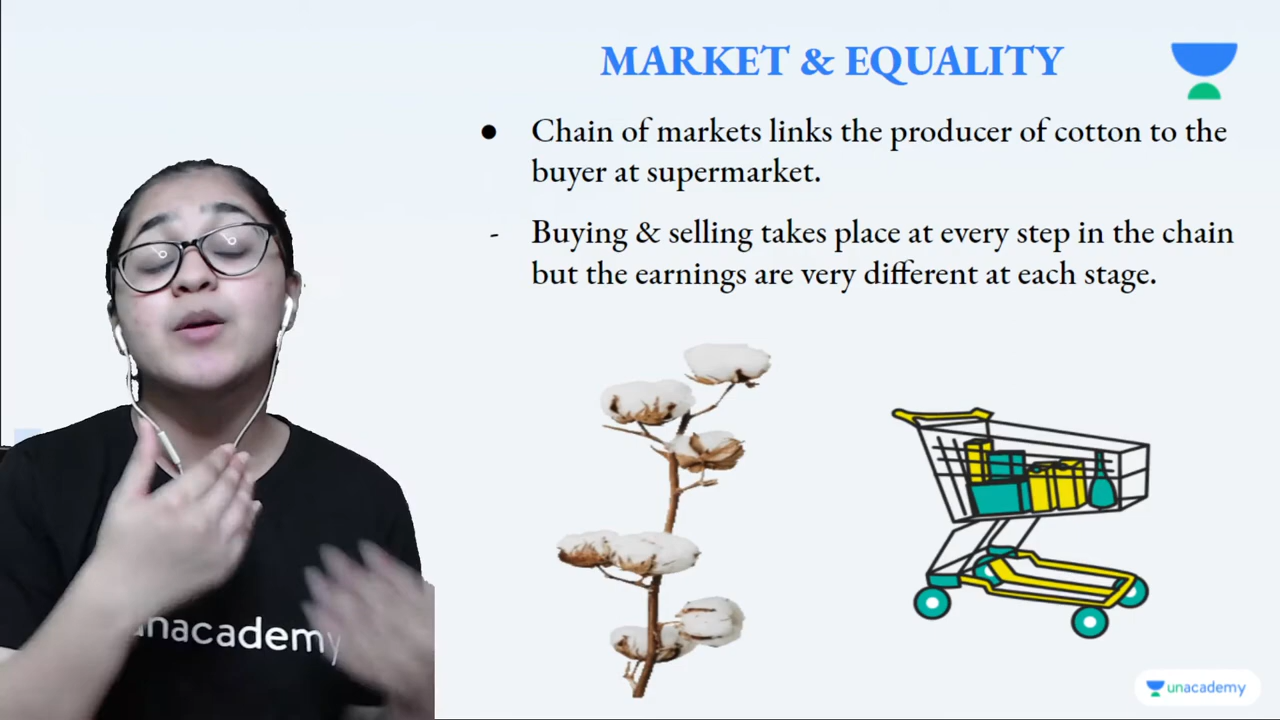 MARKET & EQUALITY
● Chain of markets links the producer of cotton to the
buyer at supermarket.
- Buying & selling takes place at every step in the chain
but the earnings are very different at each stage.
unacademy
unacademy